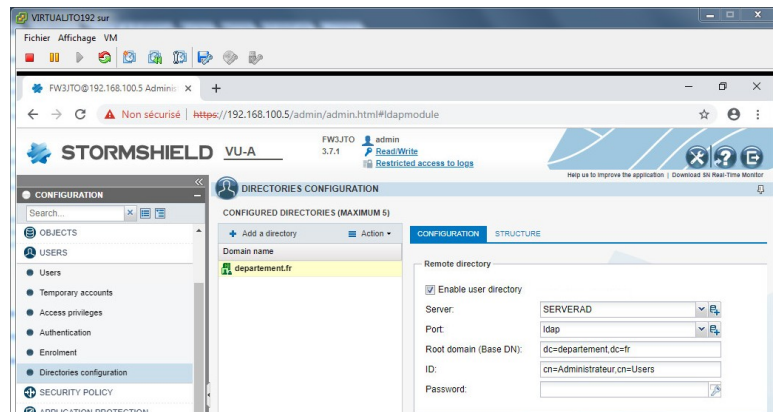 VIRTUALJTO192 sur
Fichier Affichage VM
FW3JTO@192.168.100.5 Adminis
Non sécurisé | https://192.168.100.5/admin/admin.html#ldapmodule
STORMSHIELD VU-A
FW3JTO admin
3.7.1 Read/Write
Restricted access to logs
Help us to improve the application | Download SN Real-Time Monitor
CONFIGURATION
Search...
OBJECTS
USERS
Users
Temporary accounts
Access privileges
Authentication
Enrolment
Directories configuration
SECURITY POLICY
APPLICATION PROTECTION
DIRECTORIES CONFIGURATION
CONFIGURED DIRECTORIES (MAXIMUM 5)
Add a directory Action
Domain name
departement.fr
CONFIGURATION STRUCTURE
Remote directory
Enable user directory
Server: SERVERAD
Port: ldap
Root domain (Base DN): dc=departement,dc=fr
ID: cn=Administrateur,cn=Users
Password: